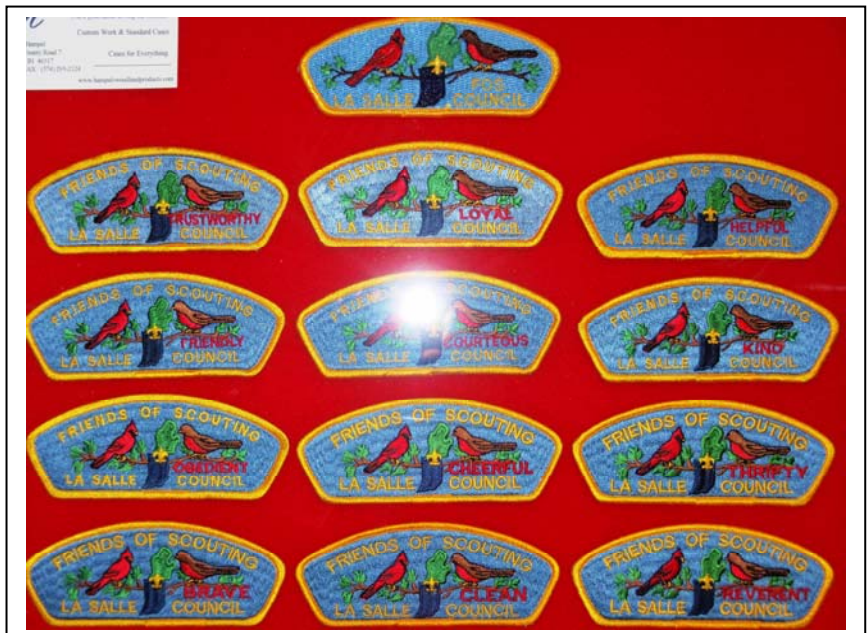 Custom Work & Standard Cases
Cases for Everything
FOS
LA SALLE COUNCIL
FRIENDS OF SCOUTING
TRUSTWORTHY
LA SALLE COUNCIL
FRIENDS OF SCOUTING
LOYAL
LA SALLE COUNCIL
FRIENDS OF SCOUTING
HELPFUL
LA SALLE COUNCIL
FRIENDS OF SCOUTING
FRIENDLY
LA SALLE COUNCIL
FRIENDS OF SCOUTING
COURTEOUS
LA SALLE COUNCIL
FRIENDS OF SCOUTING
KIND
LA SALLE COUNCIL
FRIENDS OF SCOUTING
OBEDIENT
LA SALLE COUNCIL
FRIENDS OF SCOUTING
CHEERFUL
LA SALLE COUNCIL
FRIENDS OF SCOUTING
THRIFTY
LA SALLE COUNCIL
FRIENDS OF SCOUTING
BRAVE
LA SALLE COUNCIL
FRIENDS OF SCOUTING
CLEAN
LA SALLE COUNCIL
FRIENDS OF SCOUTING
REVERENT
LA SALLE COUNCIL